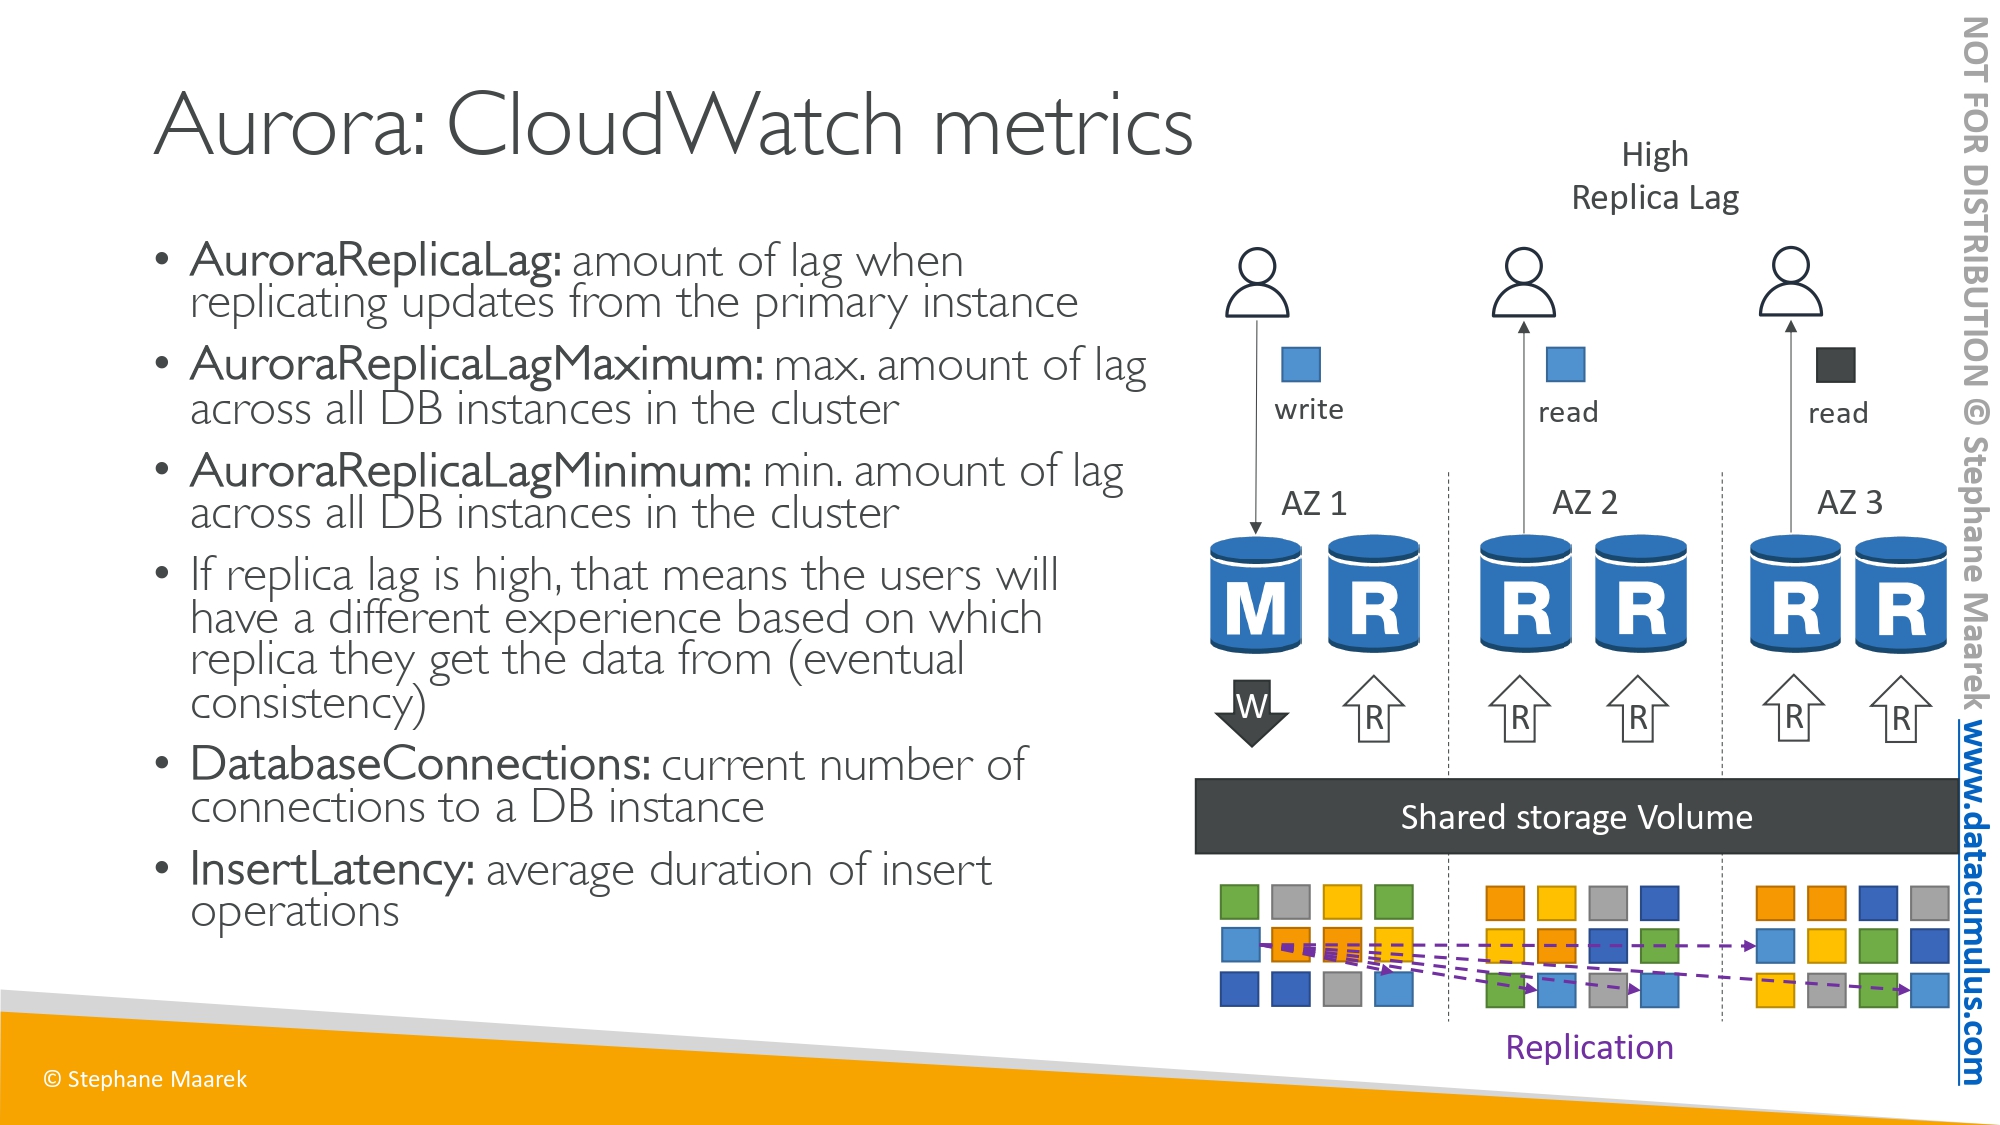 Aurora: CloudWatch metrics
• AuroraReplicaLag: amount of lag when
replicating updates from the primary instance
• AuroraReplicaLagMaximum: max. amount of lag
across all DB instances in the cluster
• AuroraReplicaLagMinimum: min. amount of lag
across all DB instances in the cluster
• If replica lag is high, that means the users will
have a different experience based on which
replica they get the data from (eventual
consistency)
• DatabaseConnections: current number of
connections to a DB instance
• InsertLatency: average duration of insert
operations
High
Replica Lag
write
read
read
AZ 1
AZ 2
AZ 3
M R R R R R
W R R R R R
Shared storage Volume
Replication
© Stephane Maarek
NOT FOR DISTRIBUTION © Stephane Maarek www.datacumulus.com